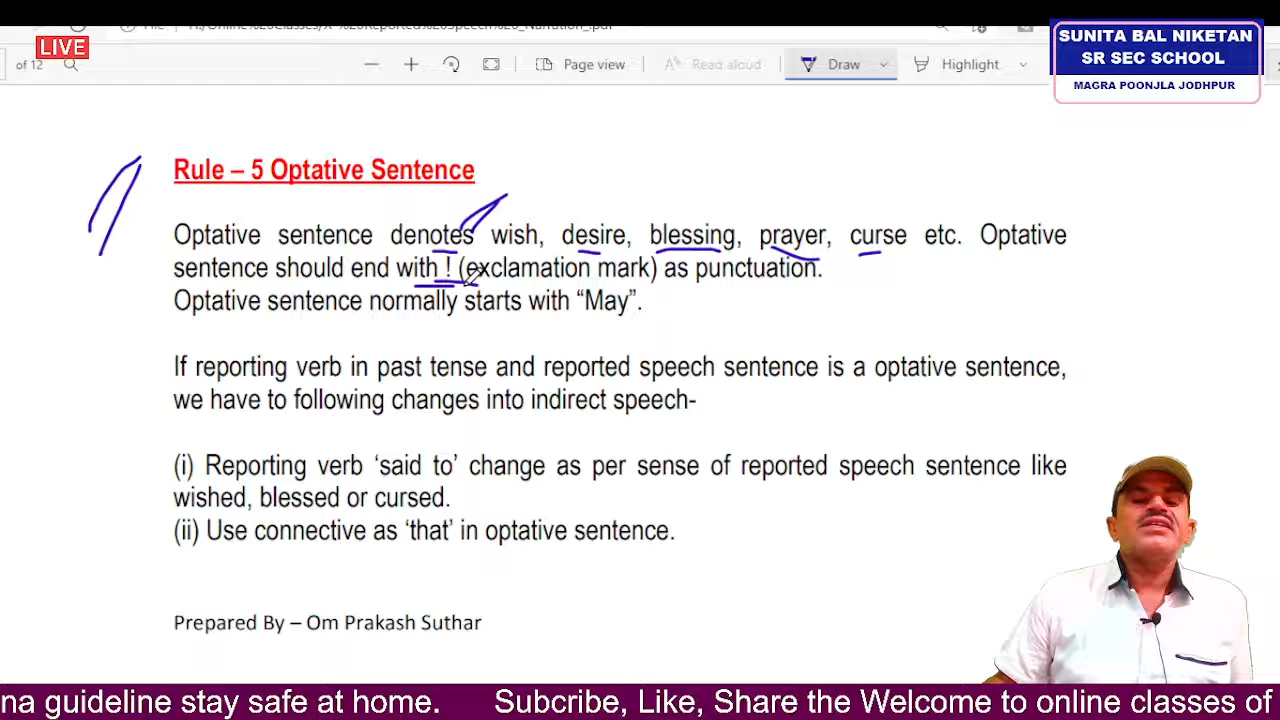 LIVE
SUNITA BAL NIKETAN
SR SEC SCHOOL
MAGRA POONJLA JODHPUR
of 12
Page view
Read aloud
Draw
Highlight
Rule – 5 Optative Sentence
Optative sentence denotes wish, desire, blessing, prayer, curse etc. Optative
sentence should end with ! (exclamation mark) as punctuation.
Optative sentence normally starts with “May”.
If reporting verb in past tense and reported speech sentence is a optative sentence,
we have to following changes into indirect speech-
(i) Reporting verb ‘said to’ change as per sense of reported speech sentence like
wished, blessed or cursed.
(ii) Use connective as ‘that’ in optative sentence.
Prepared By – Om Prakash Suthar
na guideline stay safe at home. Subcribe, Like, Share the Welcome to online classes of